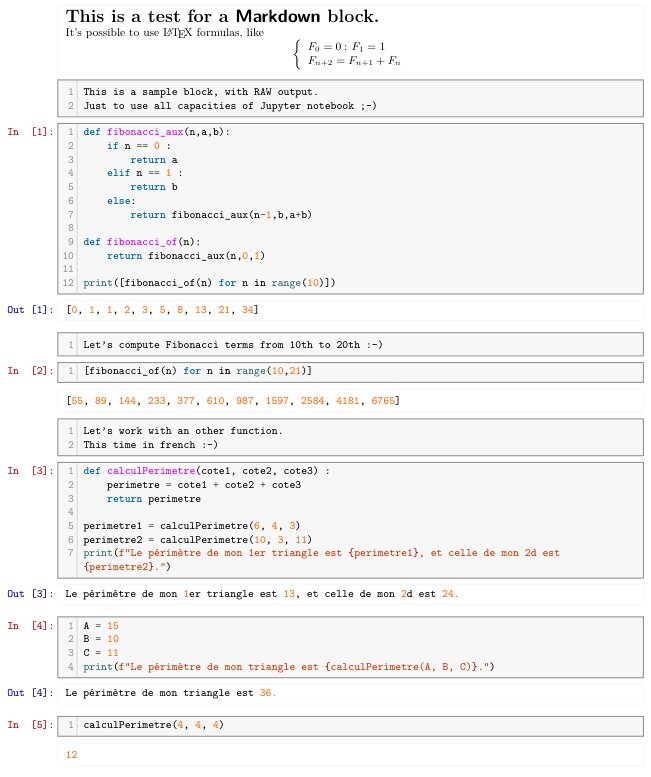 This is a test for a Markdown block.
It's possible to use LATEX formulas, like
F0 = 0 ; F1 = 1
Fn+2 = Fn+1 + Fn
1 This is a sample block, with RAW output.
2 Just to use all capacities of Jupyter notebook ;-)
In [1]: 1 def fibonacci_aux(n,a,b):
2     if n == 0 :
3         return a
4     elif n == 1 :
5         return b
6     else:
7         return fibonacci_aux(n-1,b,a+b)
8
9 def fibonacci_of(n):
10     return fibonacci_aux(n,0,1)
11
12 print([fibonacci_of(n) for n in range(10)])
Out [1]: [0, 1, 1, 2, 3, 5, 8, 13, 21, 34]
1 Let's compute Fibonacci terms from 10th to 20th :-)
In [2]: 1 [fibonacci_of(n) for n in range(10,21)]
[55, 89, 144, 233, 377, 610, 987, 1597, 2584, 4181, 6765]
1 Let's work with an other function.
2 This time in french :-)
In [3]: 1 def calculPerimetre(cote1, cote2, cote3) :
2     perimetre = cote1 + cote2 + cote3
3     return perimetre
4
5 perimetre1 = calculPerimetre(6, 4, 3)
6 perimetre2 = calculPerimetre(10, 3, 11)
7 print(f"Le périmètre de mon 1er triangle est {perimetre1}, et celle de mon 2d est
{perimetre2}.")
Out [3]: Le périmètre de mon 1er triangle est 13, et celle de mon 2d est 24.
In [4]: 1 A = 15
2 B = 10
3 C = 11
4 print(f"Le périmètre de mon triangle est {calculPerimetre(A, B, C)}.")
Out [4]: Le périmètre de mon triangle est 36.
In [5]: 1 calculPerimetre(4, 4, 4)
12